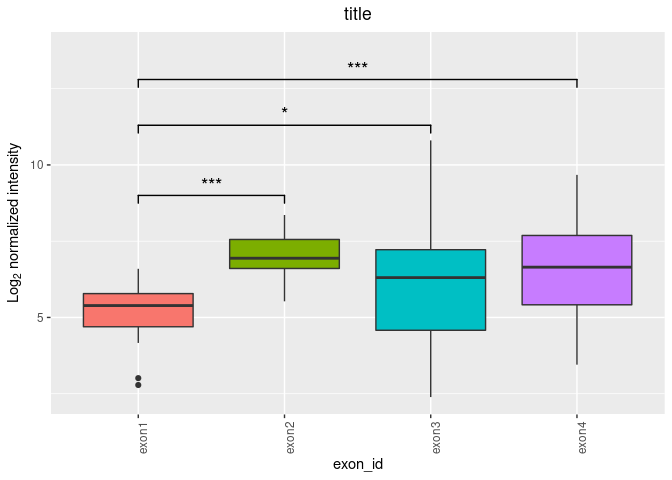 title
***
*
***
10
5
Log2 normalized intensity
exon1
exon2
exon3
exon4
exon_id